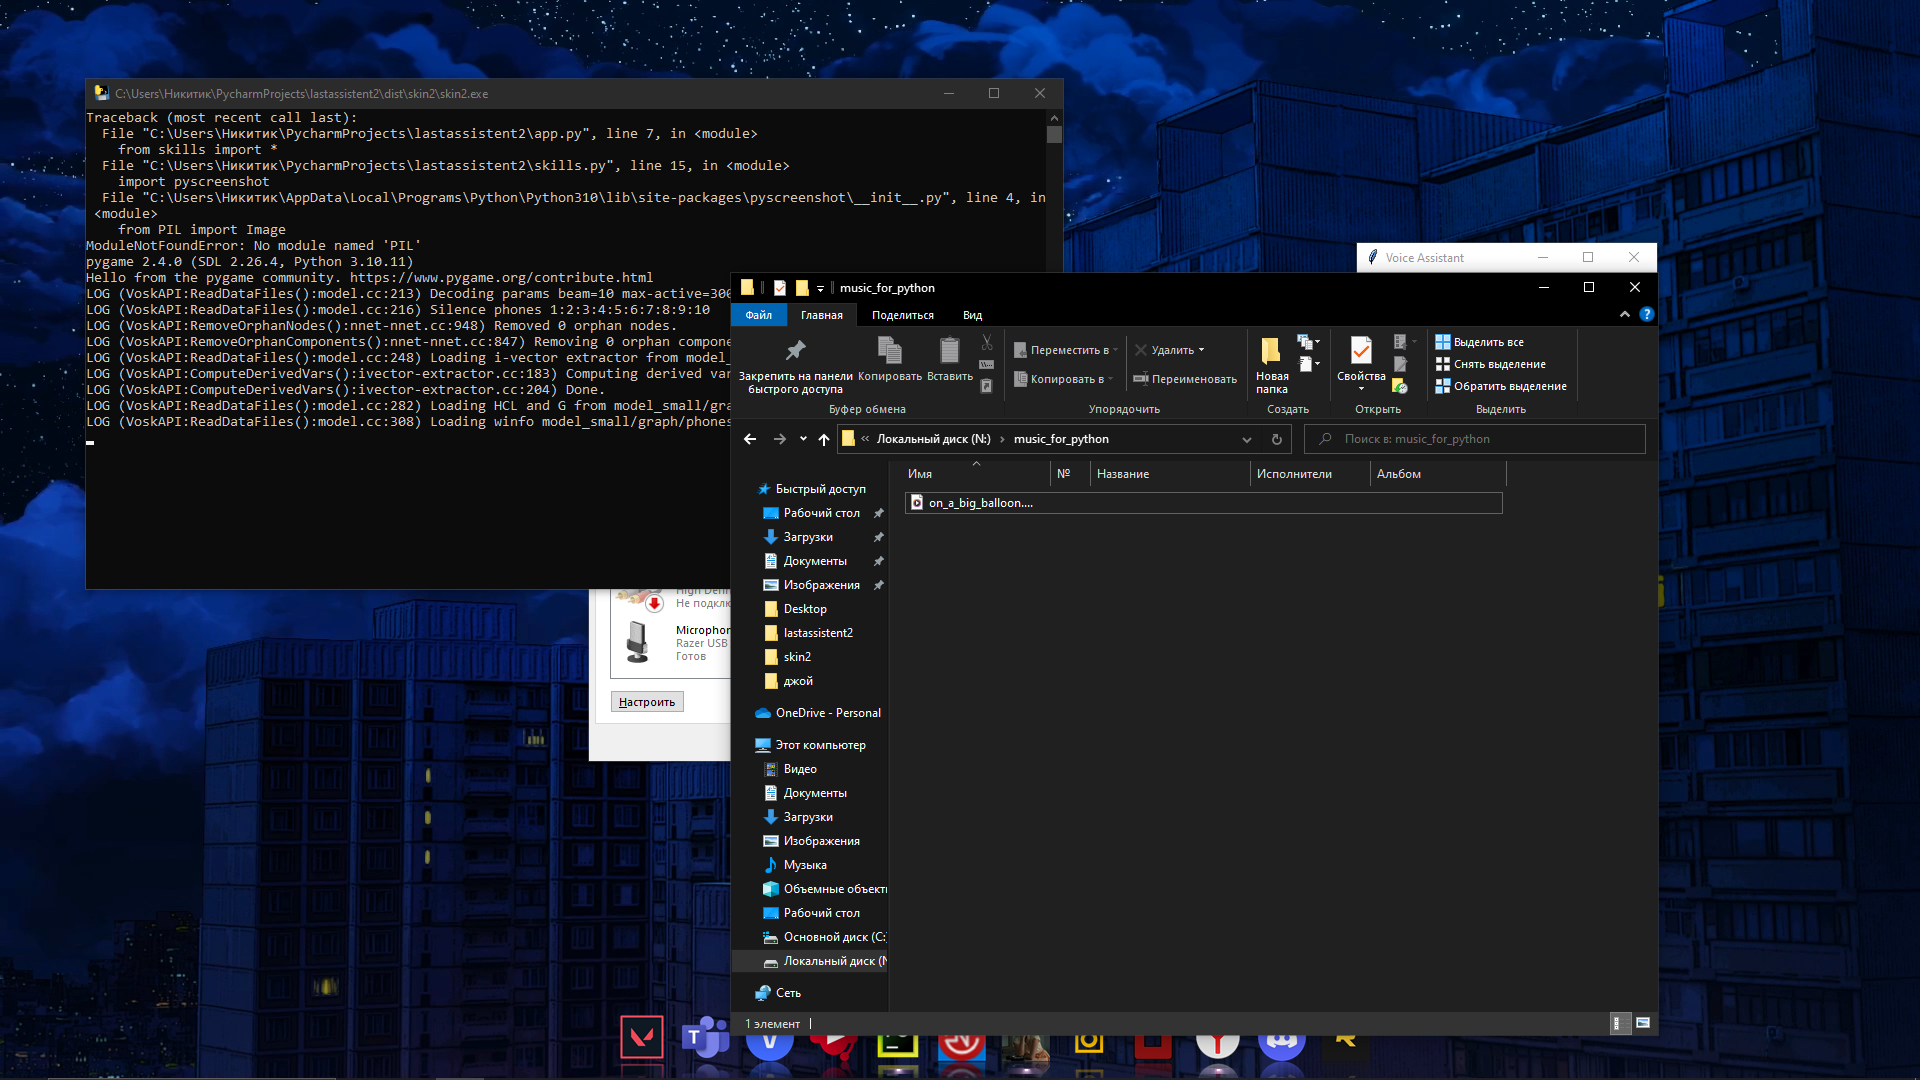 C:\Users\Никитик\PycharmProjects\lastassistent2\dist\skin2\skin2.exe
Traceback (most recent call last):
File "C:\Users\Никитик\PycharmProjects\lastassistent2\app.py", line 7, in <module>
from skills import *
File "C:\Users\Никитик\PycharmProjects\lastassistent2\skills.py", line 15, in <module>
import pyscreenshot
File "C:\Users\Никитик\AppData\Local\Programs\Python\Python310\lib\site-packages\pyscreenshot\__init__.py", line 4, in
<module>
from PIL import Image
ModuleNotFoundError: No module named 'PIL'
pygame 2.4.0 (SDL 2.26.4, Python 3.10.11)
Hello from the pygame community. https://www.pygame.org/contribute.html
LOG (VoskAPI:ReadDataFiles():model.cc:213) Decoding params beam=10 max-active=300
LOG (VoskAPI:ReadDataFiles():model.cc:216) Silence phones 1:2:3:4:5:6:7:8:9:10
LOG (VoskAPI:RemoveOrphanNodes():nnet-nnet.cc:948) Removed 0 orphan nodes.
LOG (VoskAPI:RemoveOrphanComponents():nnet-nnet.cc:847) Removing 0 orphan compone
LOG (VoskAPI:ReadDataFiles():model.cc:248) Loading i-vector extractor from model_
LOG (VoskAPI:ComputeDerivedVars():ivector-extractor.cc:183) Computing derived var
LOG (VoskAPI:ComputeDerivedVars():ivector-extractor.cc:204) Done.
LOG (VoskAPI:ReadDataFiles():model.cc:282) Loading HCL and G from model_small/gra
LOG (VoskAPI:ReadDataFiles():model.cc:308) Loading winfo model_small/graph/phones
Voice Assistant
music_for_python
Файл Главная Поделиться Вид
Закрепить на панели быстрого доступа
Копировать
Вставить
Буфер обмена
Переместить в
Копировать в
Удалить
Переименовать
Упорядочить
Новая папка
Создать
Свойства
Открыть
Выделить все
Снять выделение
Обратить выделение
Выделить
« Локальный диск (N:) › music_for_python
Поиск в: music_for_python
Имя № Название Исполнители Альбом
on_a_big_balloon....
Быстрый доступ
Рабочий стол
Загрузки
Документы
Изображения
Desktop
lastassistent2
skin2
джой
OneDrive - Personal
Этот компьютер
Видео
Документы
Загрузки
Изображения
Музыка
Объемные объект
Рабочий стол
Основной диск (C:
Локальный диск (N
Сеть
1 элемент
Не подклю
Microphon
Razer USB
Готов
Настроить